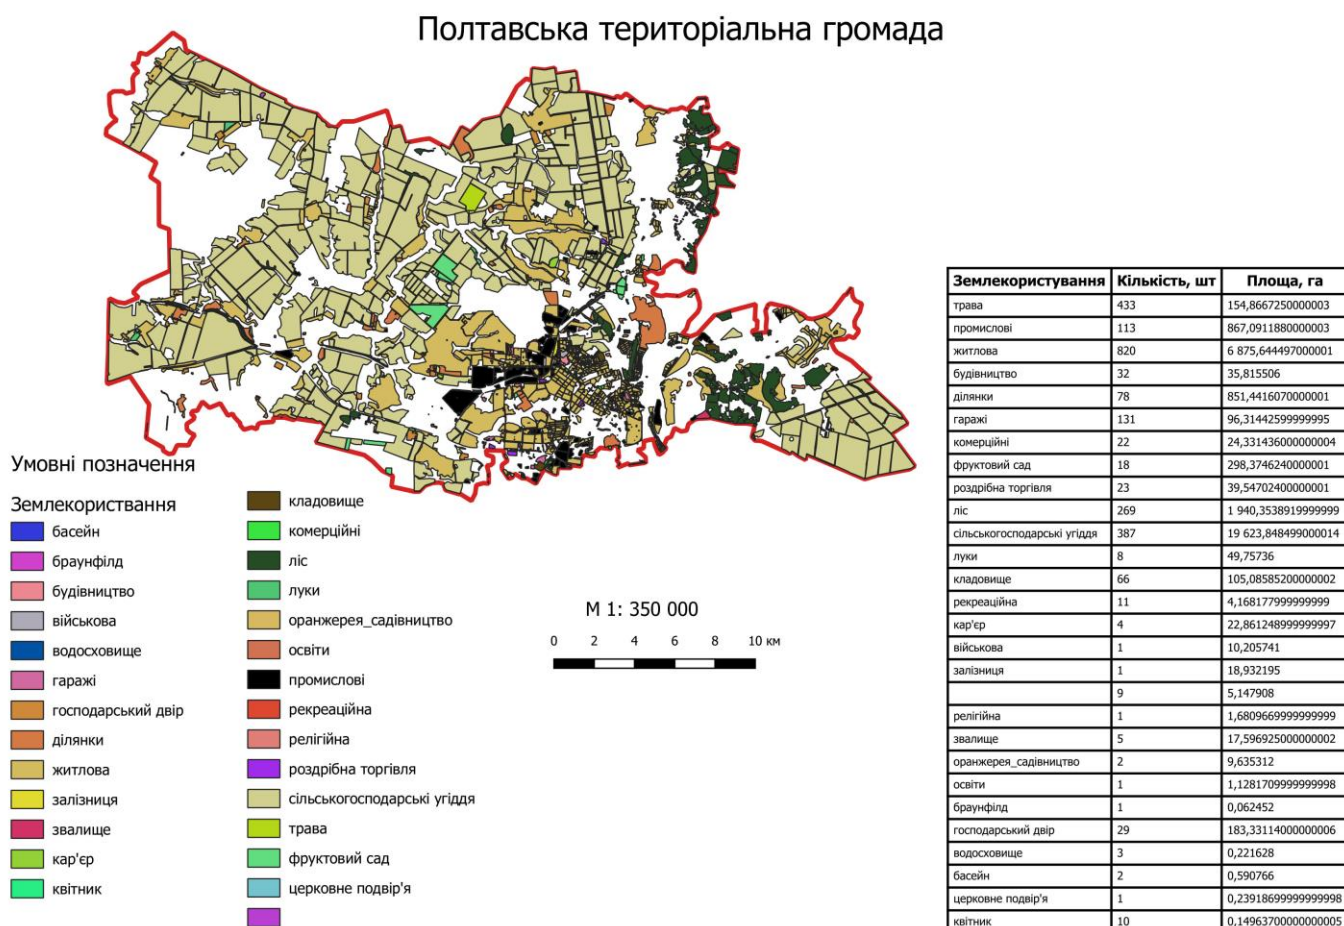 Полтавська територіальна громада
Землекористування Кількість, шт Площа, га
трава 433 154,8667250000003
промислові 113 867,0911880000003
житлова 820 6 875,644497000001
будівництво 32 35,815506
ділянки 78 851,4416070000001
гаражі 131 96,31442599999995
комерційні 22 24,331436000000004
фруктовий сад 18 298,3746240000001
роздрібна торгівля 23 39,54702400000001
ліс 269 1 940,3538919999999
сільськогосподарські угіддя 387 19 623,848499000014
луки 8 49,75736
кладовище 66 105,08585200000002
рекреаційна 11 4,168177999999999
кар'єр 4 22,861248999999997
військова 1 10,205741
залізниця 1 18,932195
9 5,147908
релігійна 1 1,6809669999999999
звалище 5 17,596925000000002
оранжерея_садівництво 2 9,635312
освіти 1 1,1281709999999998
браунфілд 1 0,062452
господарський двір 29 183,33114000000006
водосховище 3 0,221628
басейн 2 0,590766
церковне подвір'я 1 0,23918699999999998
квітник 10 0,14963700000000005
Умовні позначення
Землекориствання
басейн
браунфілд
будівництво
військова
водосховище
гаражі
господарський двір
ділянки
житлова
залізниця
звалище
кар'єр
квітник
кладовище
комерційні
ліс
луки
оранжерея_садівництво
освіти
промислові
рекреаційна
релігійна
роздрібна торгівля
сільськогосподарські угіддя
трава
фруктовий сад
церковне подвір'я
М 1: 350 000
0 2 4 6 8 10 км